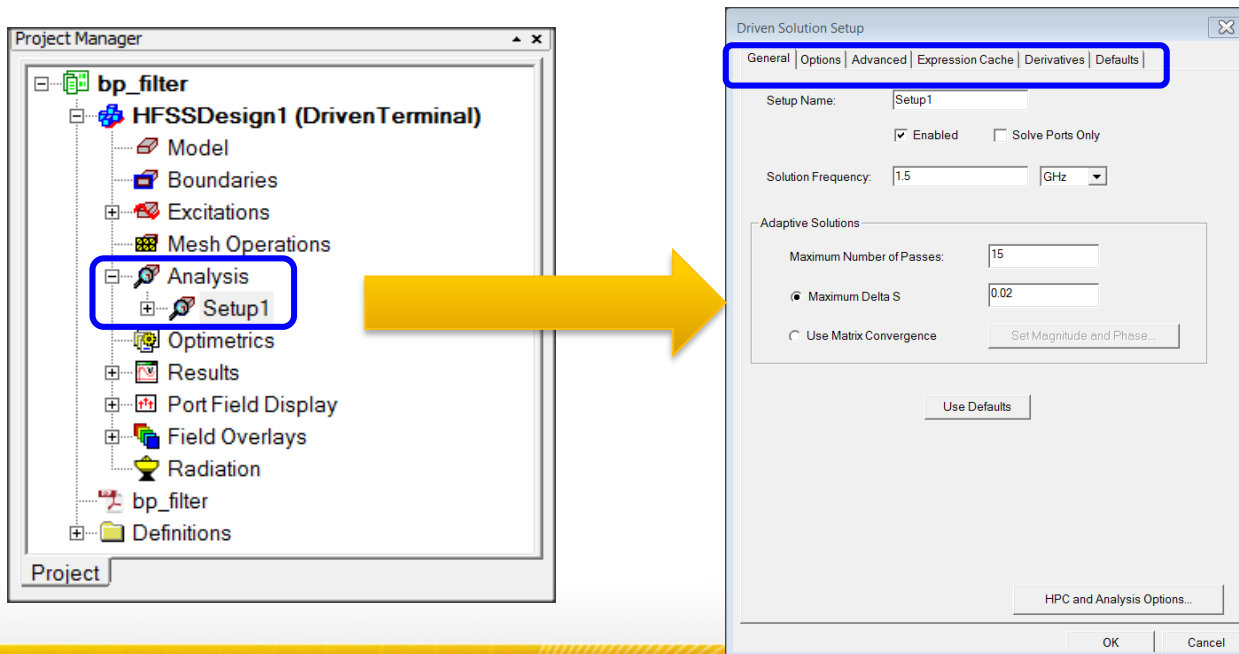 Project Manager
bp_filter
HFSSDesign1 (DrivenTerminal)
Model
Boundaries
Excitations
Mesh Operations
Analysis
Setup1
Optimetrics
Results
Port Field Display
Field Overlays
Radiation
bp_filter
Definitions
Project
Driven Solution Setup
General Options Advanced Expression Cache Derivatives Defaults
Setup Name: Setup1
Enabled Solve Ports Only
Solution Frequency: 1.5 GHz
Adaptive Solutions
Maximum Number of Passes: 15
Maximum Delta S 0.02
Use Matrix Convergence Set Magnitude and Phase...
Use Defaults
HPC and Analysis Options...
OK Cancel